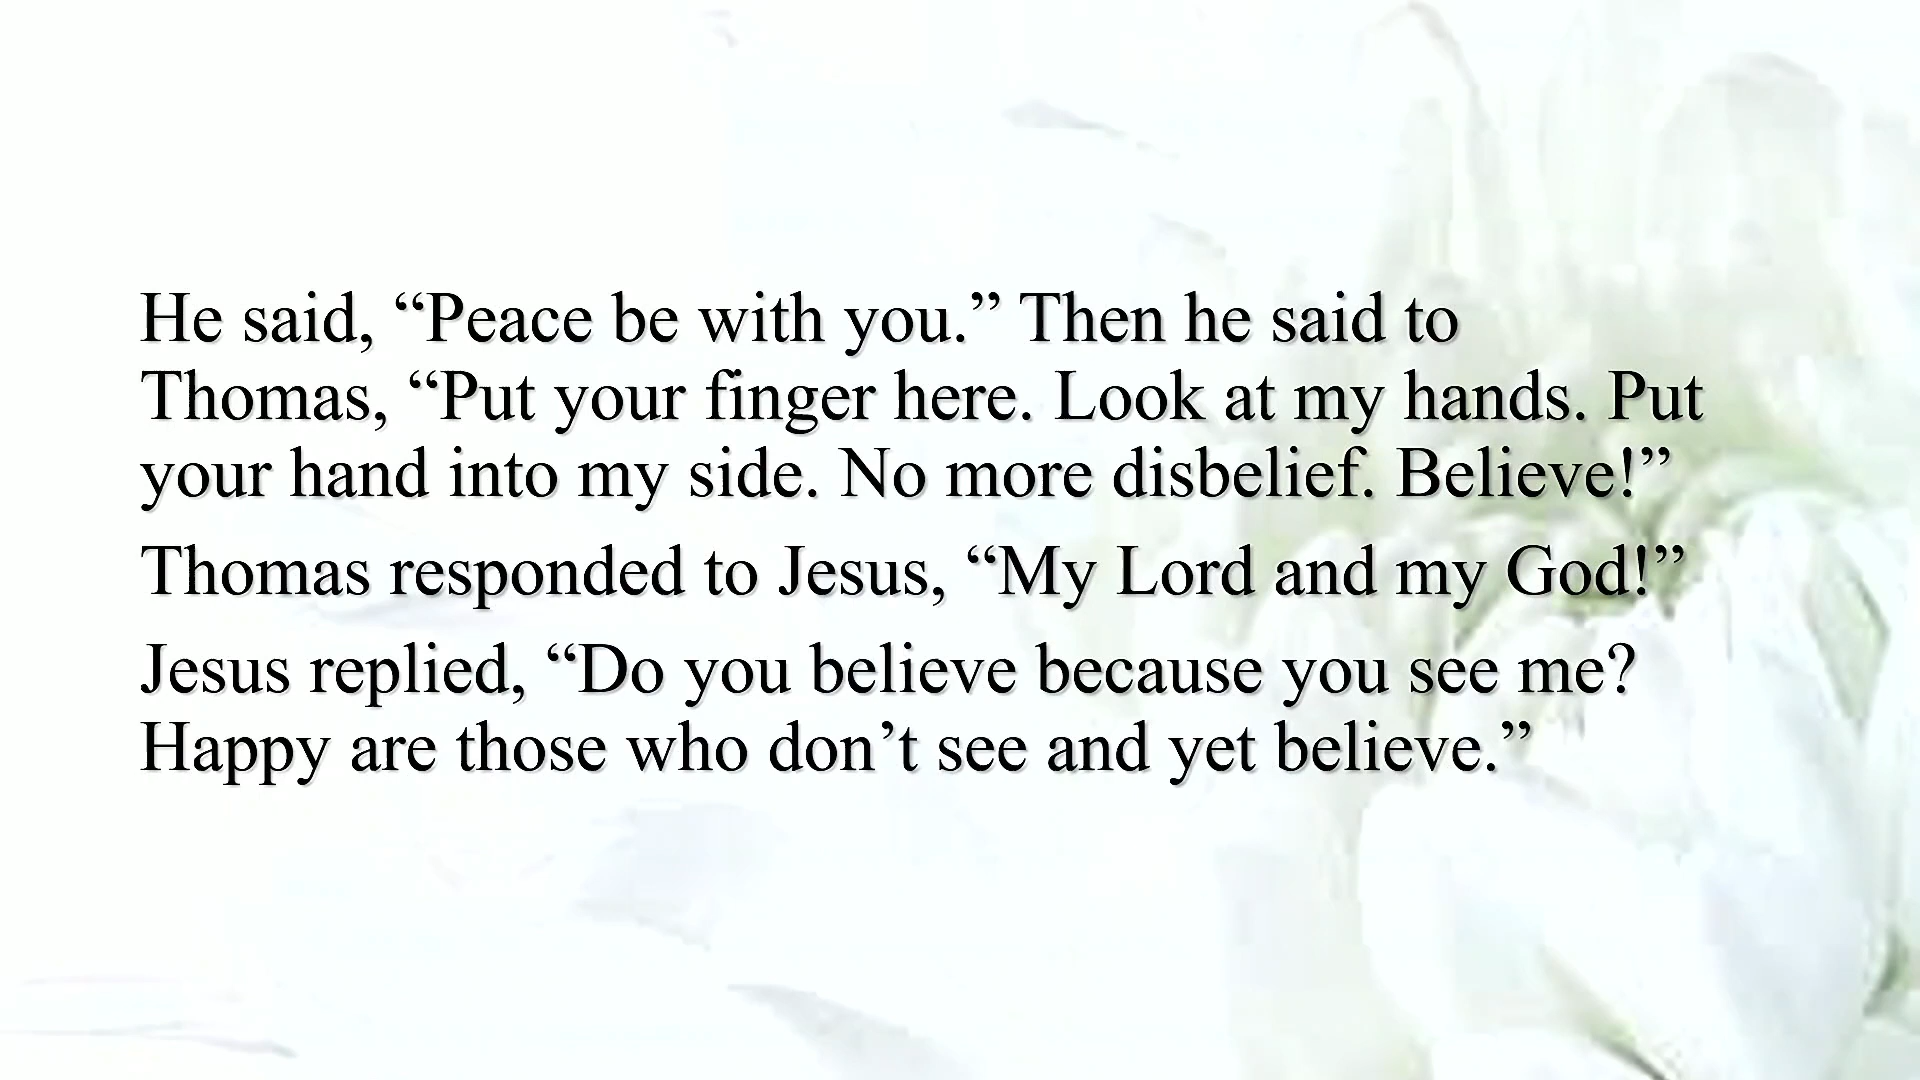 He said, “Peace be with you.” Then he said to
Thomas, “Put your finger here. Look at my hands. Put
your hand into my side. No more disbelief. Believe!”
Thomas responded to Jesus, “My Lord and my God!”
Jesus replied, “Do you believe because you see me?
Happy are those who don’t see and yet believe.”